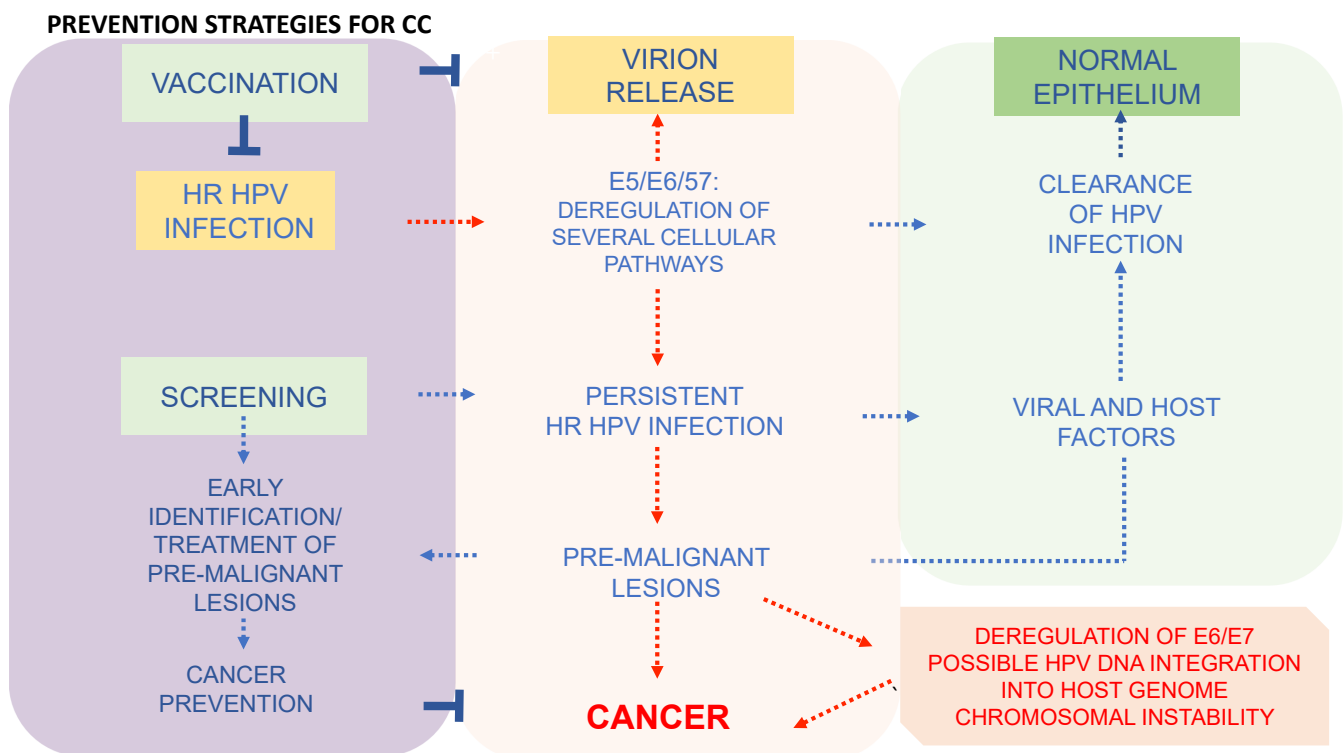 PREVENTION STRATEGIES FOR CC
VACCINATION
HR HPV
INFECTION
SCREENING
EARLY
IDENTIFICATION/
TREATMENT OF
PRE-MALIGNANT
LESIONS
CANCER
PREVENTION
VIRION
RELEASE
E5/E6/57:
DEREGULATION OF
SEVERAL CELLULAR
PATHWAYS
PERSISTENT
HR HPV INFECTION
PRE-MALIGNANT
LESIONS
CANCER
NORMAL
EPITHELIUM
CLEARANCE
OF HPV
INFECTION
VIRAL AND HOST
FACTORS
DEREGULATION OF E6/E7
POSSIBLE HPV DNA INTEGRATION
INTO HOST GENOME
CHROMOSOMAL INSTABILITY